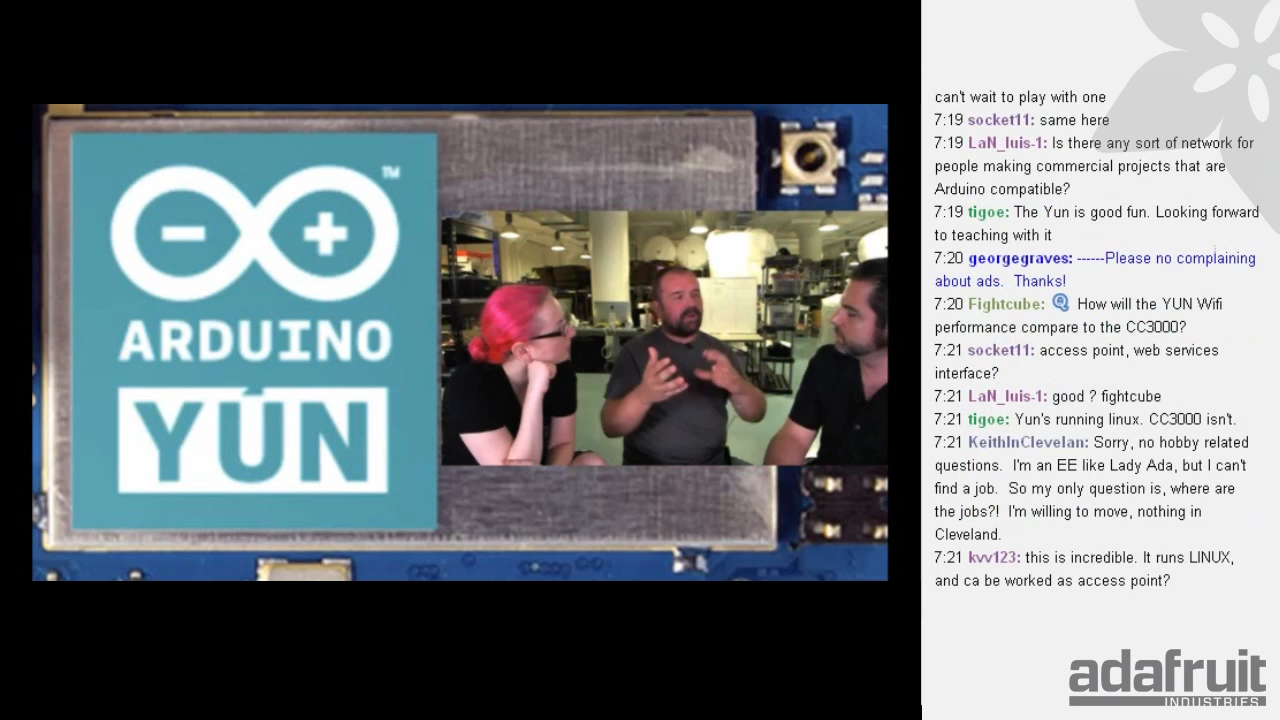 TM
ARDUINO
YÚN
can't wait to play with one
7:19 socket11: same here
7:19 LaN_luis-1: Is there any sort of network for
people making commercial projects that are
Arduino compatible?
7:19 tigoe: The Yun is good fun. Looking forward
to teaching with it
7:20 georgegraves: ------Please no complaining
about ads. Thanks!
7:20 Fightcube: How will the YUN Wifi
performance compare to the CC3000?
7:21 socket11: access point, web services
interface?
7:21 LaN_luis-1: good ? fightcube
7:21 tigoe: Yun's running linux. CC3000 isn't.
7:21 KeithInClevelan: Sorry, no hobby related
questions. I'm an EE like Lady Ada, but I can't
find a job. So my only question is, where are
the jobs?! I'm willing to move, nothing in
Cleveland.
7:21 kvv123: this is incredible. It runs LINUX,
and ca be worked as access point?
adafruit
INDUSTRIES